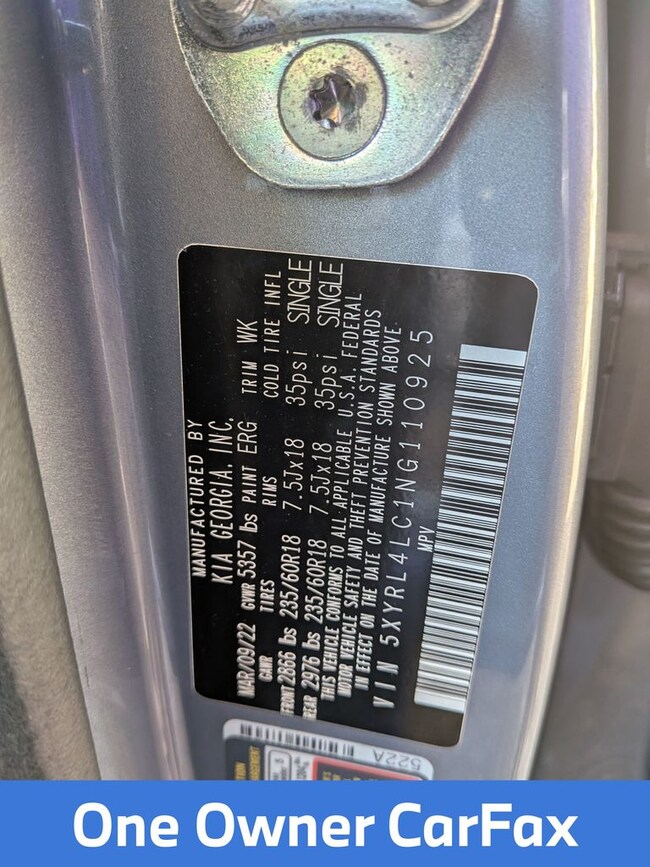 MANUFACTURED BY
KIA GEORGIA, INC.
MAR/09/22 GVWR 5357 lbs PAINT ERG TRIM WK
GAWR TIRES RIMS COLD TIRE INFL
FRONT 2866 lbs 235/60R18 7.5Jx18 35psi SINGLE
REAR 2976 lbs 235/60R18 7.5Jx18 35psi SINGLE
THIS VEHICLE CONFORMS TO ALL APPLICABLE U.S.A. FEDERAL
MOTOR VEHICLE SAFETY AND THEFT PREVENTION STANDARDS
IN EFFECT ON THE DATE OF MANUFACTURE SHOWN ABOVE.
VIN 5XYRL4LC1NG110925
MPV
522A
One Owner CarFax